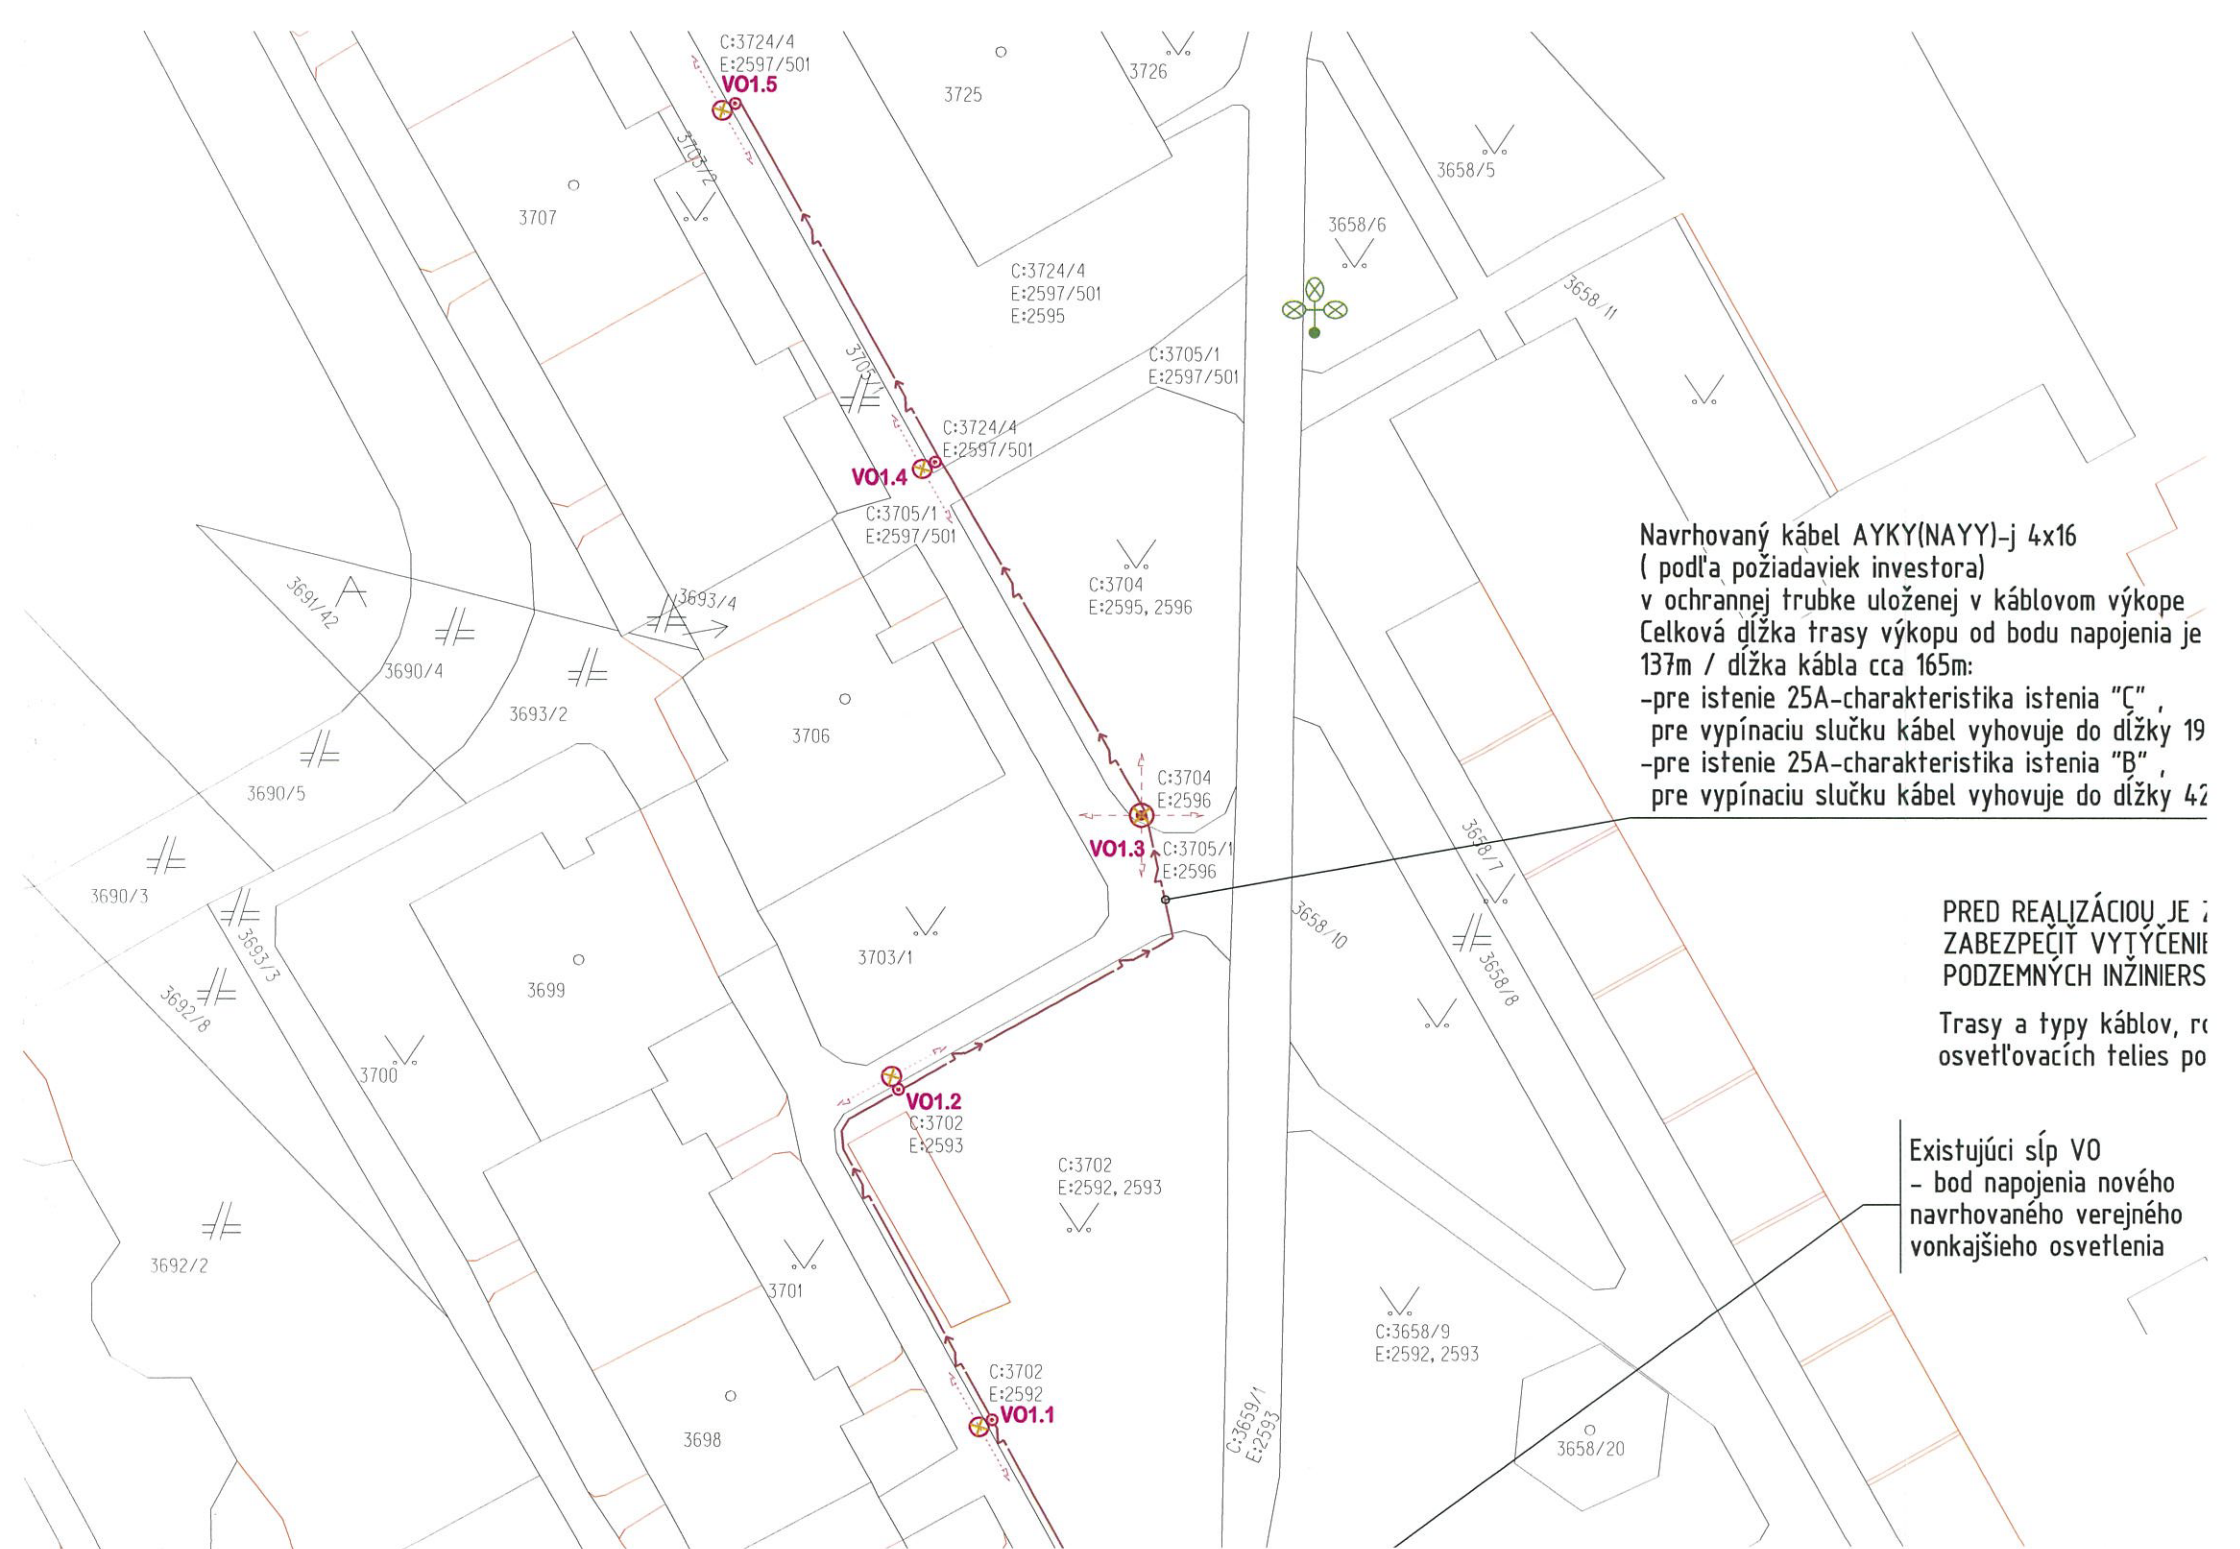 C:3724/4
E:2597/501
VO1.5
3725
3726
3703/2
3707
3658/5
3658/6
C:3724/4
E:2597/501
E:2595
3658/11
C:3705/1
E:2597/501
3705/1
C:3724/4
E:2597/501
VO1.4
C:3705/1
E:2597/501
C:3704
E:2595, 2596
Navrhovaný kábel AYKY(NAYY)-j 4x16
( podľa požiadaviek investora)
v ochrannej trubke uloženej v káblovom výkope
Celková dĺžka trasy výkopu od bodu napojenia je
137m / dĺžka kábla cca 165m:
-pre istenie 25A-charakteristika istenia "C" ,
pre vypínaciu slučku kábel vyhovuje do dĺžky 19
-pre istenie 25A-charakteristika istenia "B" ,
pre vypínaciu slučku kábel vyhovuje do dĺžky 42
3691/42
3693/4
3690/4
3693/2
3706
3690/5
C:3704
E:2596
VO1.3
C:3705/1
E:2596
3658/7
3690/3
3693/3
3692/8
3699
3703/1
3658/10
3658/8
PRED REALIZÁCIOU JE
ZABEZPEČIŤ VYTÝČENIE
PODZEMNÝCH INŽINIERS
Trasy a typy káblov,
osvetľovacích telies po
3700
VO1.2
C:3702
E:2593
C:3702
E:2592, 2593
Existujúci sĺp VO
- bod napojenia nového
navrhovaného verejného
vonkajšieho osvetlenia
3692/2
3701
C:3658/9
E:2592, 2593
C:3702
E:2592
VO1.1
3698
C:3659/1
E:2593
3658/20